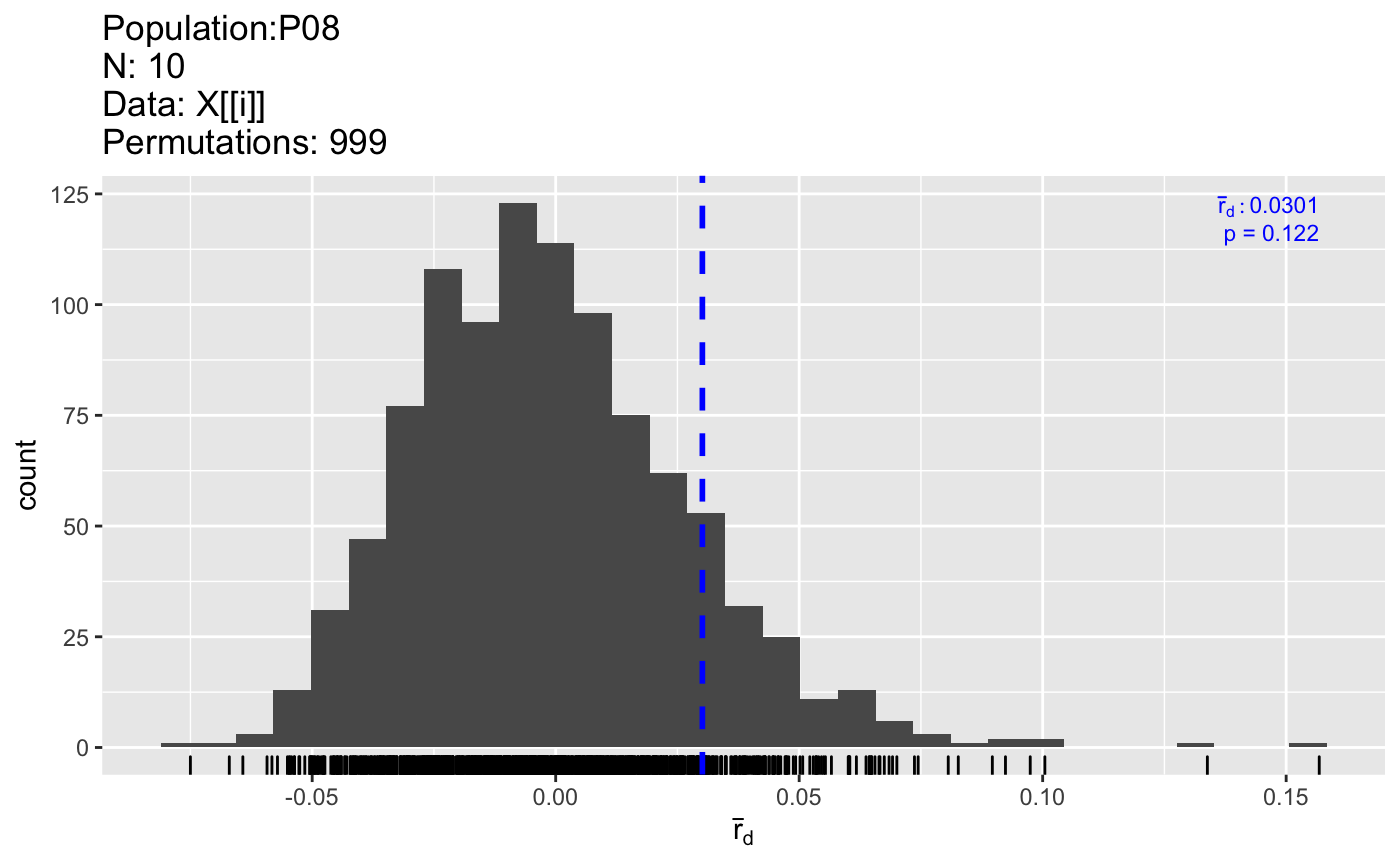 Population:P08
N: 10
Data: X[[i]]
Permutations: 999
r̄d : 0.0301
p = 0.122
125
100
75
50
25
0
count
-0.05 0.00 0.05 0.10 0.15
r̄d